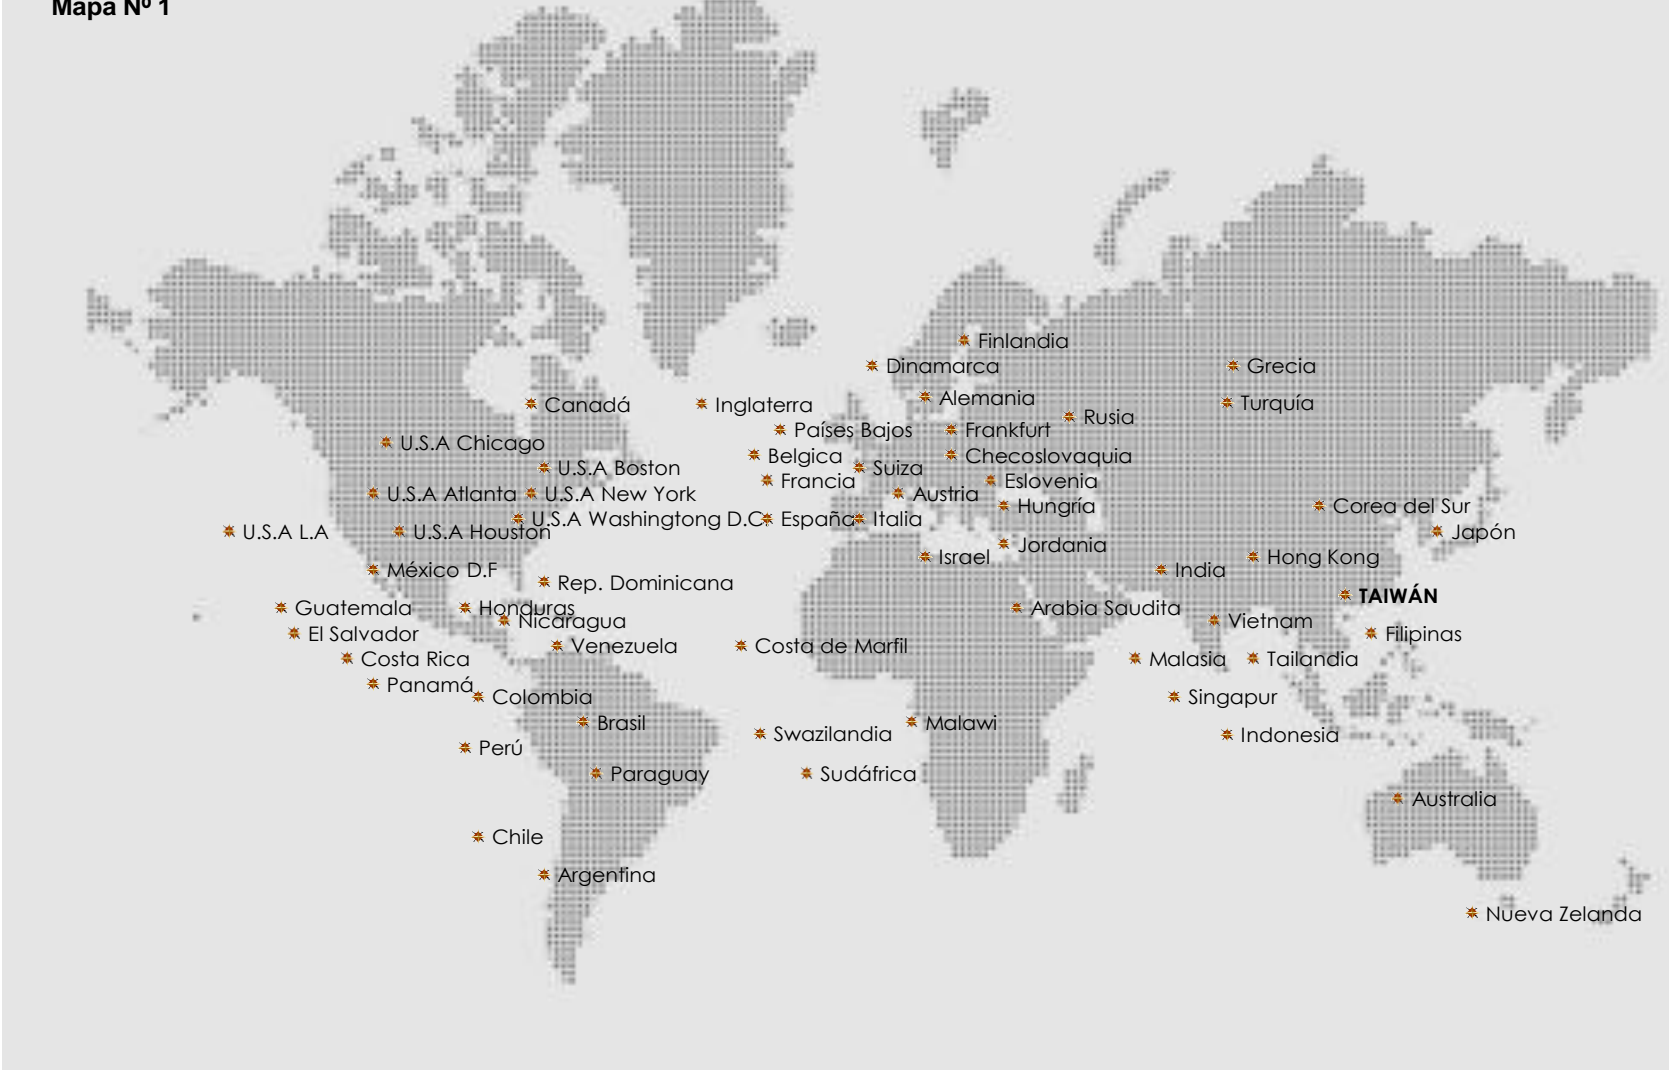 Mapa Nº 1
Finlandia
Dinamarca
Grecia
Alemania
Canadá
Inglaterra
Turquía
Rusia
Países Bajos
Frankfurt
U.S.A Chicago
Belgica
Checoslovaquia
U.S.A Boston
Suiza
Francia
Eslovenia
U.S.A Atlanta
U.S.A New York
Austria
Hungría
Corea del Sur
U.S.A Washingtong D.C
España
Italia
U.S.A L.A
U.S.A Houston
Japón
Jordania
Israel
Hong Kong
México D.F
India
Rep. Dominicana
TAIWÁN
Guatemala
Honduras
Arabia Saudita
Nicaragua
Vietnam
El Salvador
Filipinas
Venezuela
Costa de Marfil
Costa Rica
Malasia
Tailandia
Panamá
Colombia
Singapur
Brasil
Malawi
Swazilandia
Indonesia
Perú
Paraguay
Sudáfrica
Australia
Chile
Argentina
Nueva Zelanda